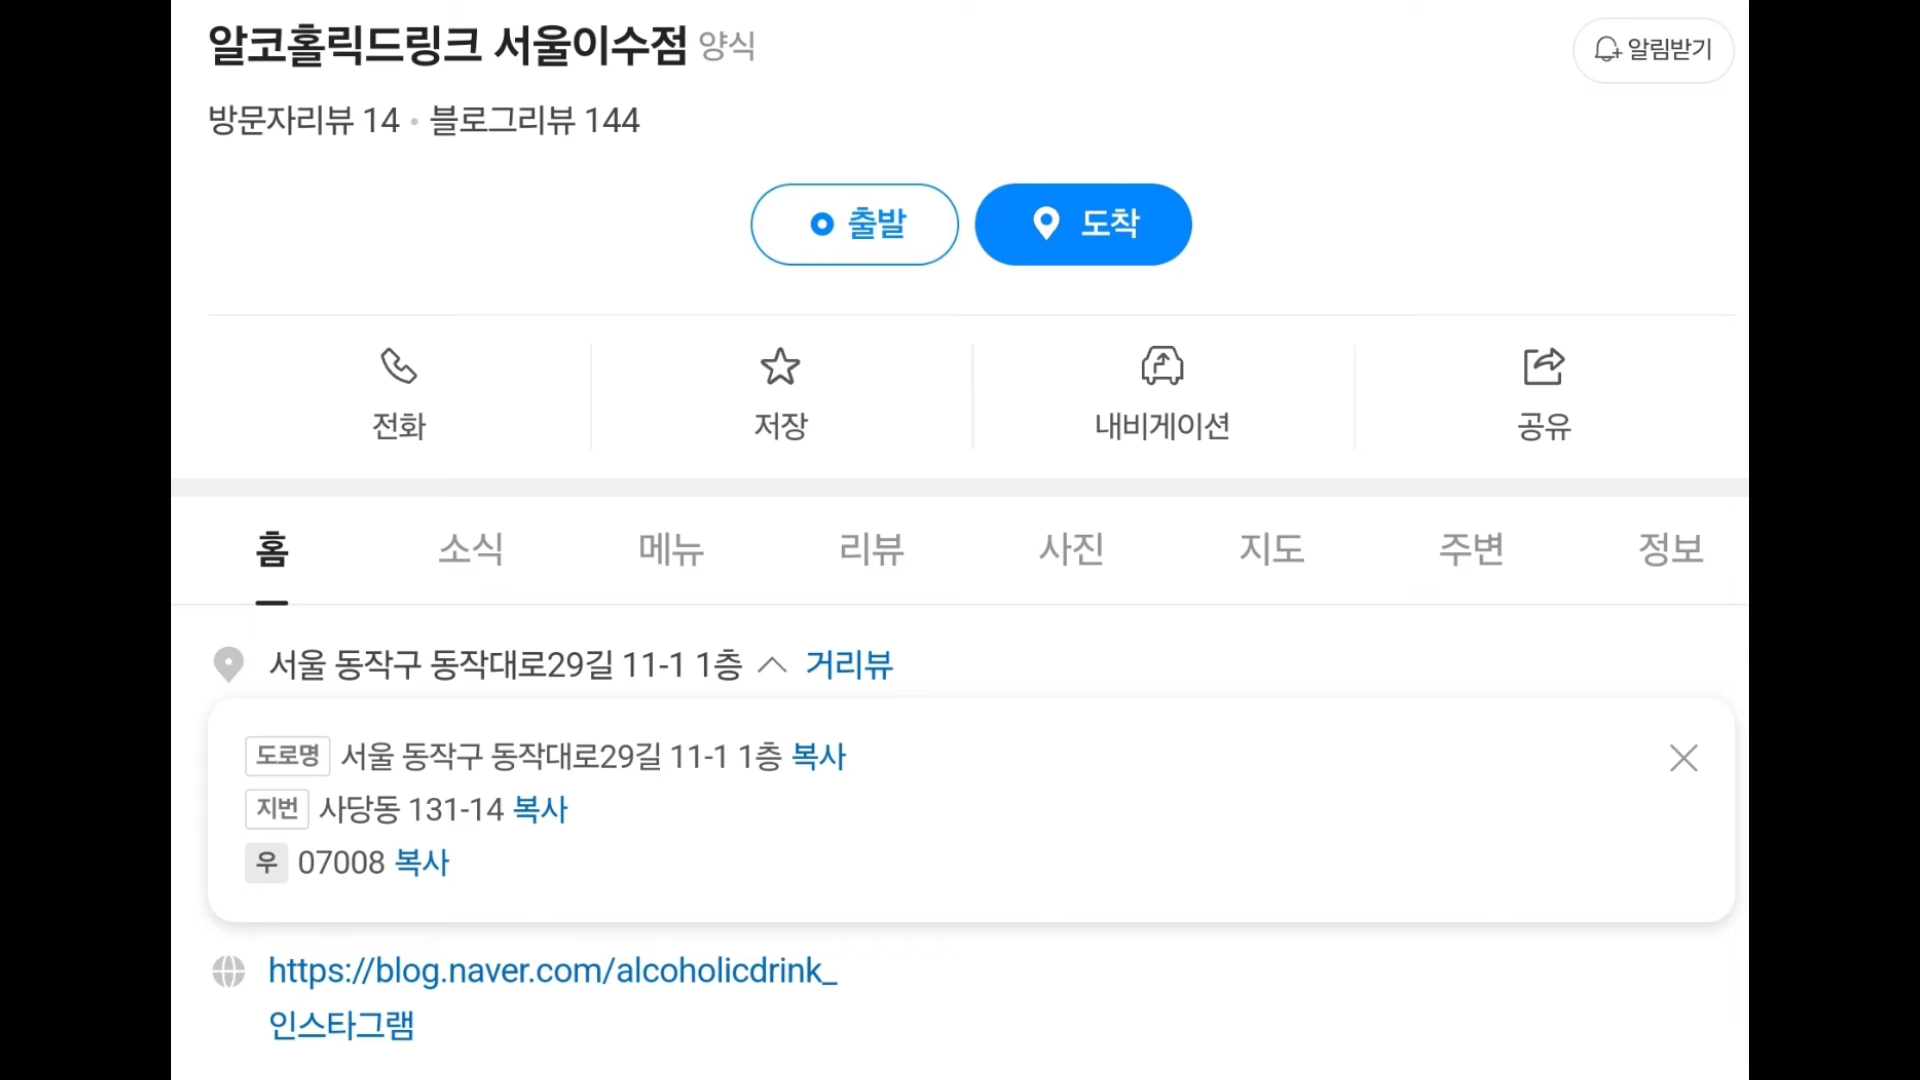 알코홀릭드링크 서울이수점 양식
알림받기
방문자리뷰 14 • 블로그리뷰 144
출발
도착
전화
저장
내비게이션
공유
홈
소식
메뉴
리뷰
사진
지도
주변
정보
서울 동작구 동작대로29길 11-1 1층 거리뷰
도로명 서울 동작구 동작대로29길 11-1 1층 복사
지번 사당동 131-14 복사
우 07008 복사
https://blog.naver.com/alcoholicdrink_
인스타그램